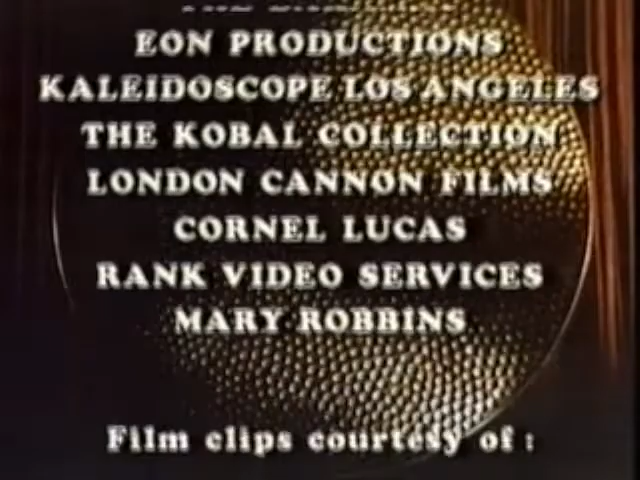 EON PRODUCTIONS
KALEIDOSCOPE LOS ANGELES
THE KOBAL COLLECTION
LONDON CANNON FILMS
CORNEL LUCAS
RANK VIDEO SERVICES
MARY ROBBINS
Film clips courtesy of :